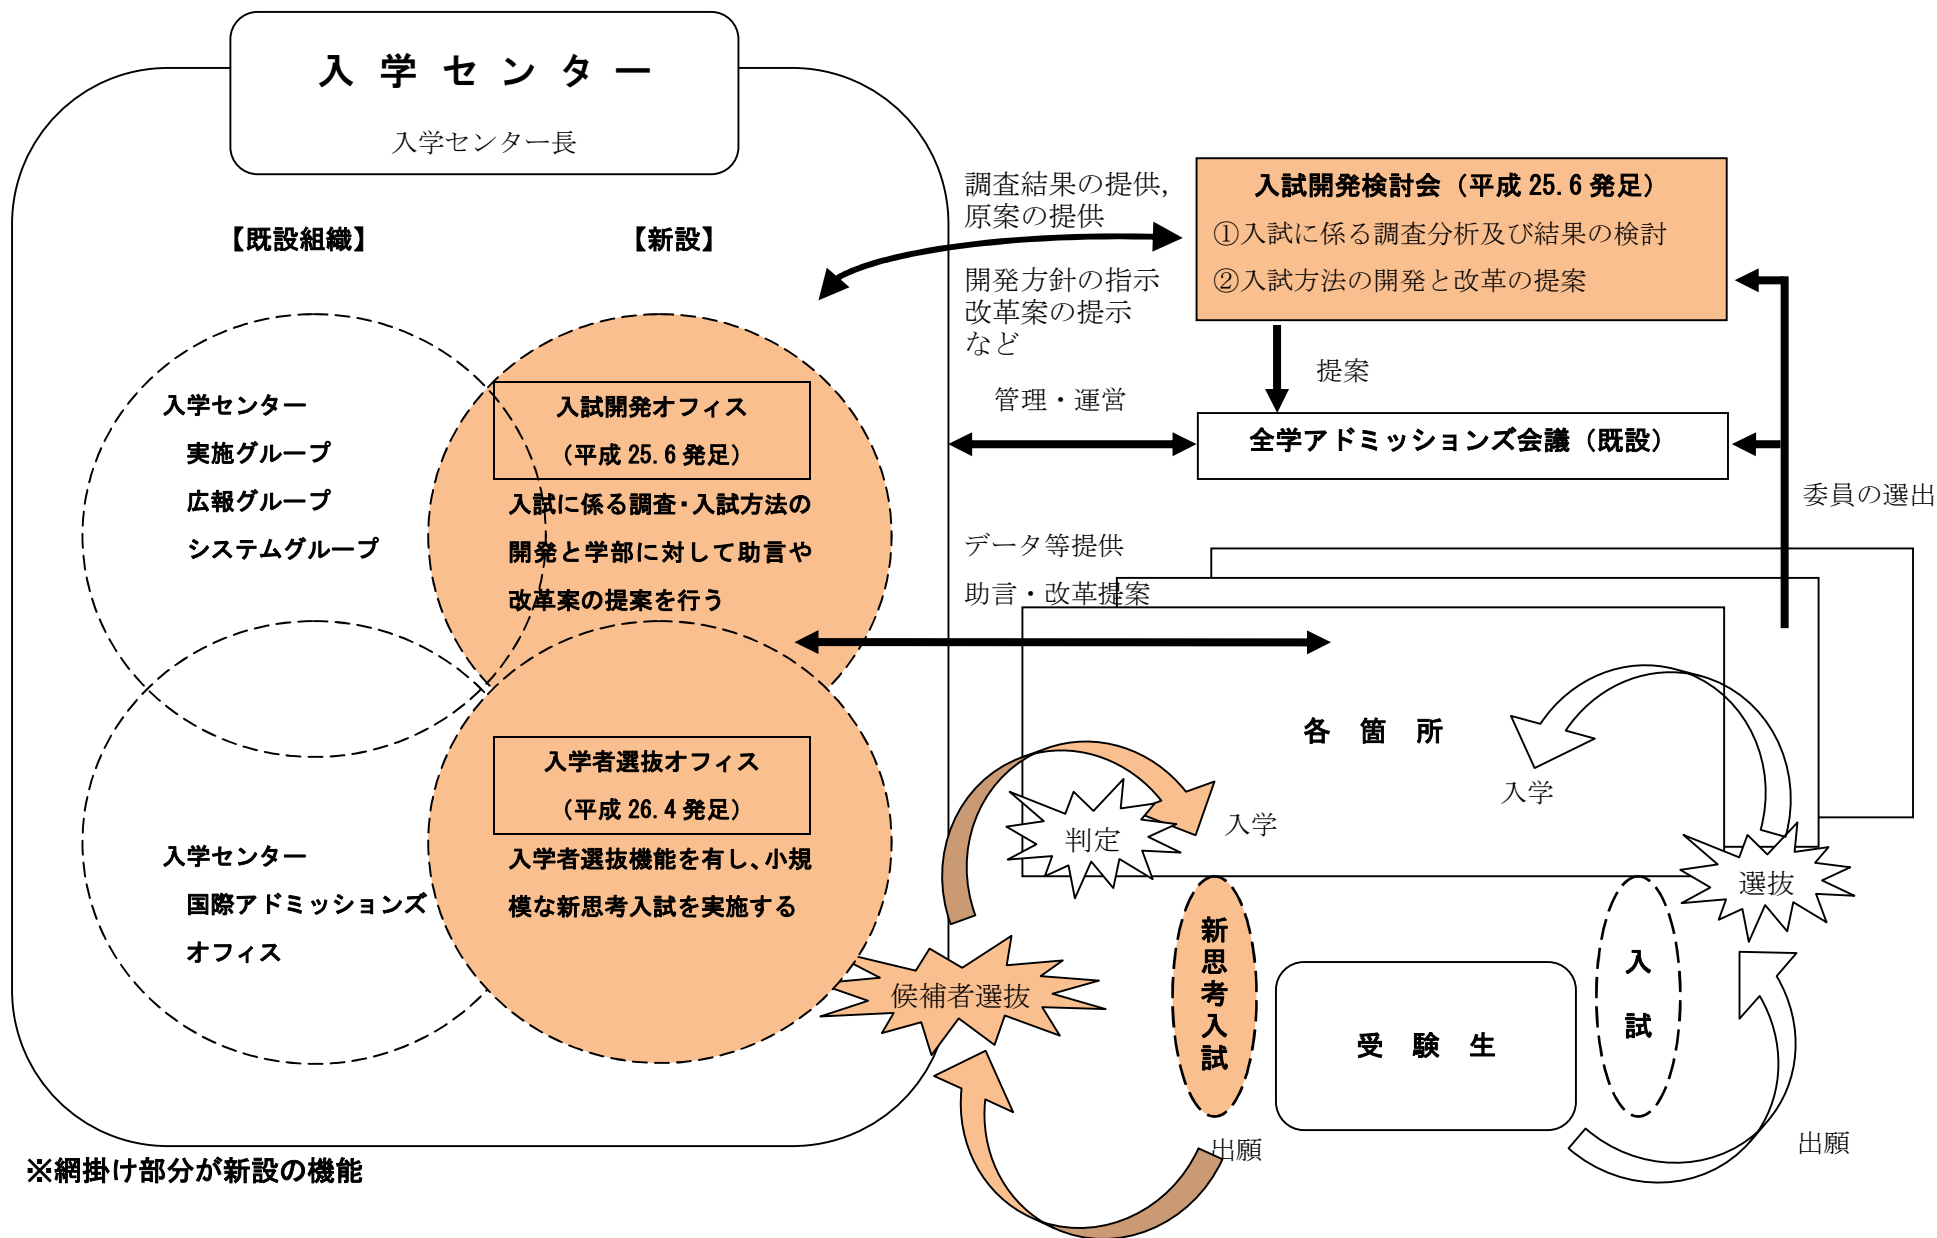 入学センター
入学センター長
【既設組織】
【新設】
入学センター
実施グループ
広報グループ
システムグループ
入試開発オフィス
（平成25.6発足）
入試に係る調査・入試方法の
開発と学部に対して助言や
改革案の提案を行う
入学センター
国際アドミッションズ
オフィス
入学者選抜オフィス
（平成26.4発足）
入学者選抜機能を有し、小規
模な新思考入試を実施する
※網掛け部分が新設の機能
調査結果の提供,
原案の提供
開発方針の指示
改革案の提示
など
管理・運営
データ等提供
助言・改革提案
入試開発検討会（平成25.6発足）
①入試に係る調査分析及び結果の検討
②入試方法の開発と改革の提案
提案
全学アドミッションズ会議（既設）
委員の選出
各箇所
入学
入学
判定
選抜
候補者選抜
新思考入試
入試
受験生
出願
出願